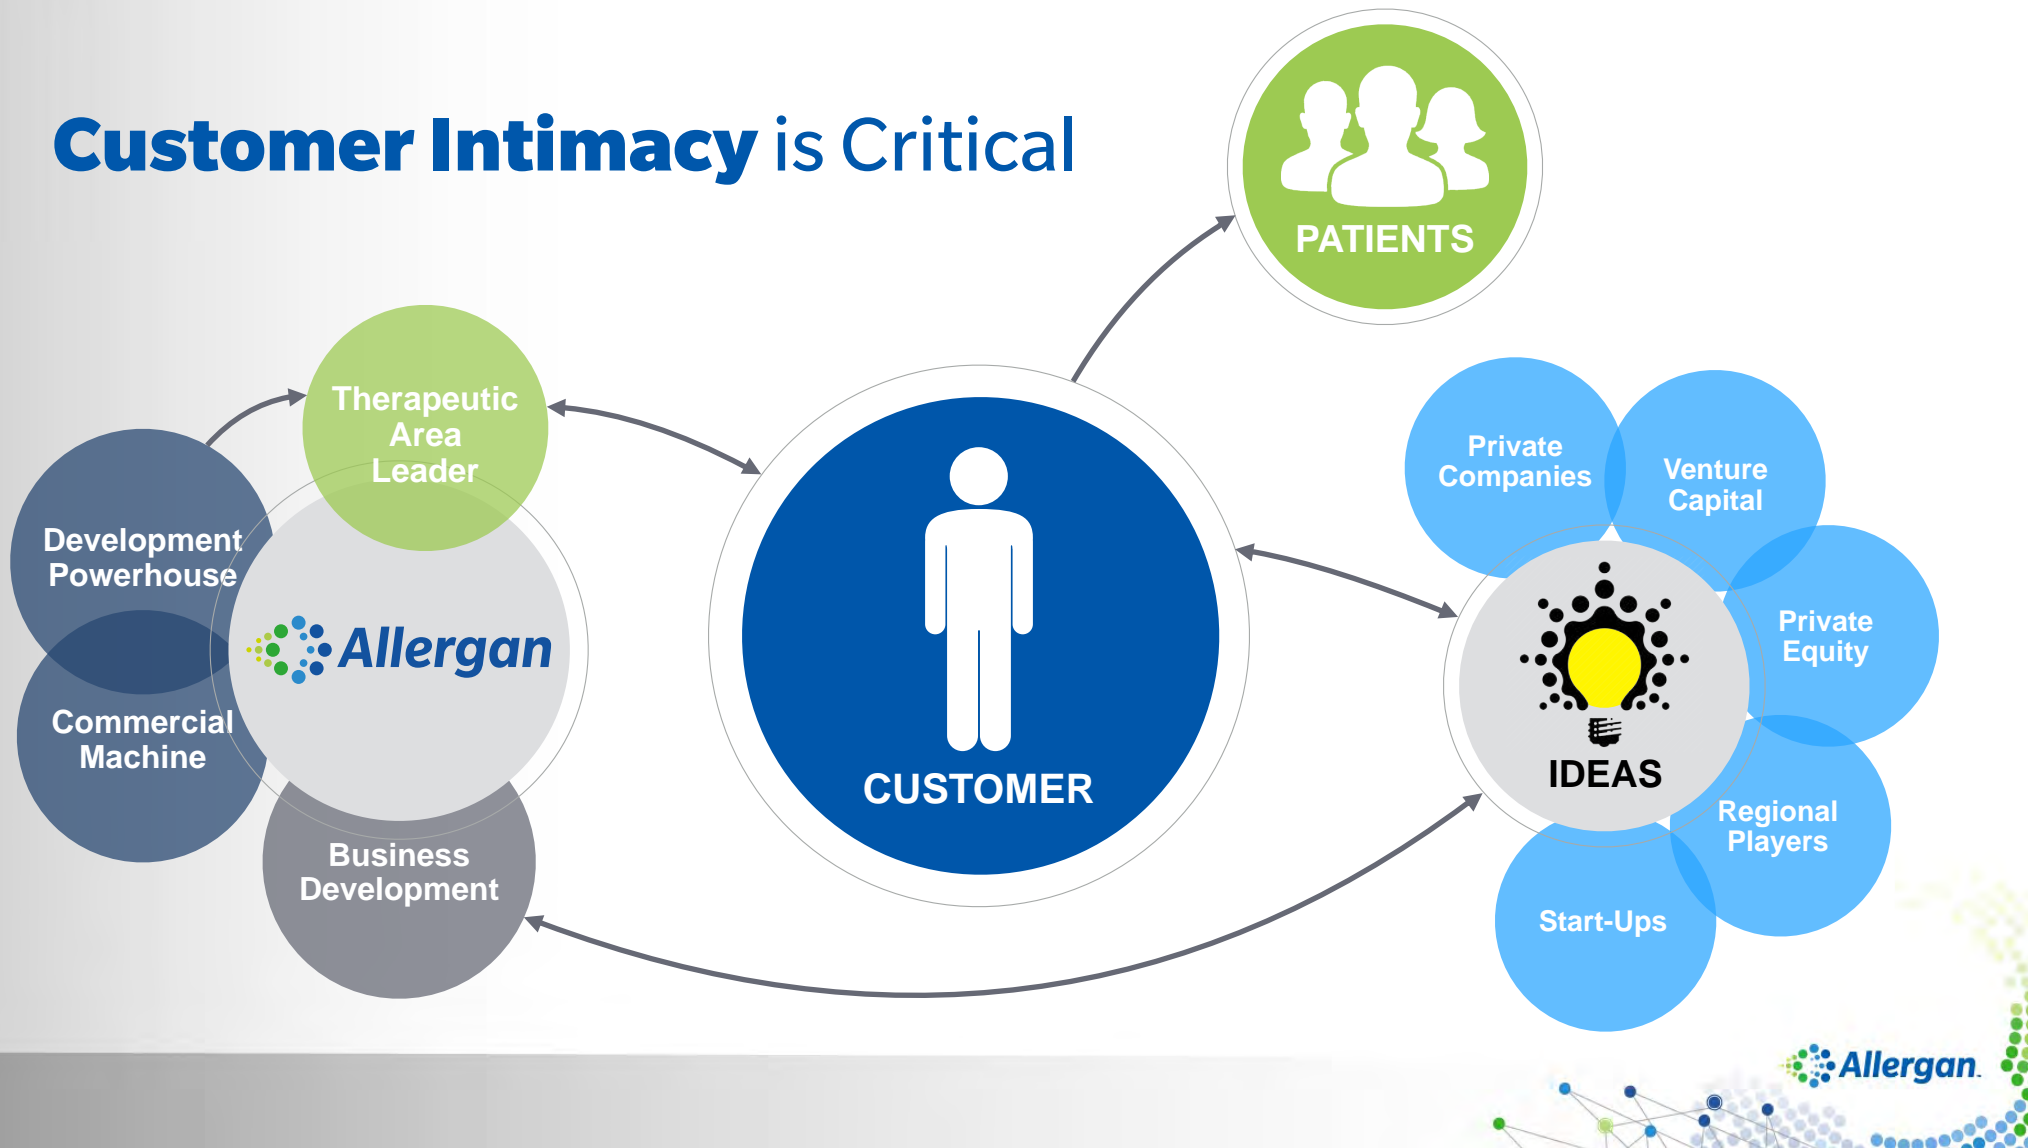 Customer Intimacy is Critical
PATIENTS
Therapeutic
Area
Leader
Development
Powerhouse
Allergan
Commercial
Machine
Business
Development
CUSTOMER
Private
Companies
Venture
Capital
Private
Equity
IDEAS
Regional
Players
Start-Ups
Allergan.